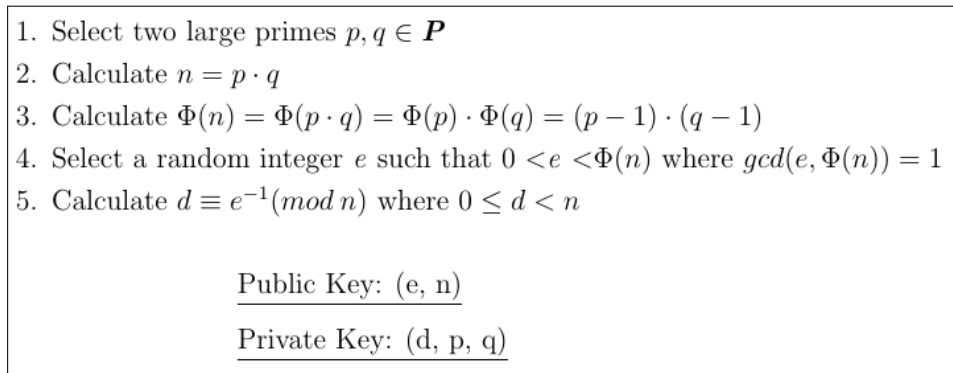 1. Select two large primes p, q ∈ P
2. Calculate n = p · q
3. Calculate Φ(n) = Φ(p · q) = Φ(p) · Φ(q) = (p − 1) · (q − 1)
4. Select a random integer e such that 0 <e <Φ(n) where gcd(e, Φ(n)) = 1
5. Calculate d ≡ e⁻¹(mod n) where 0 ≤ d < n
Public Key: (e, n)
Private Key: (d, p, q)